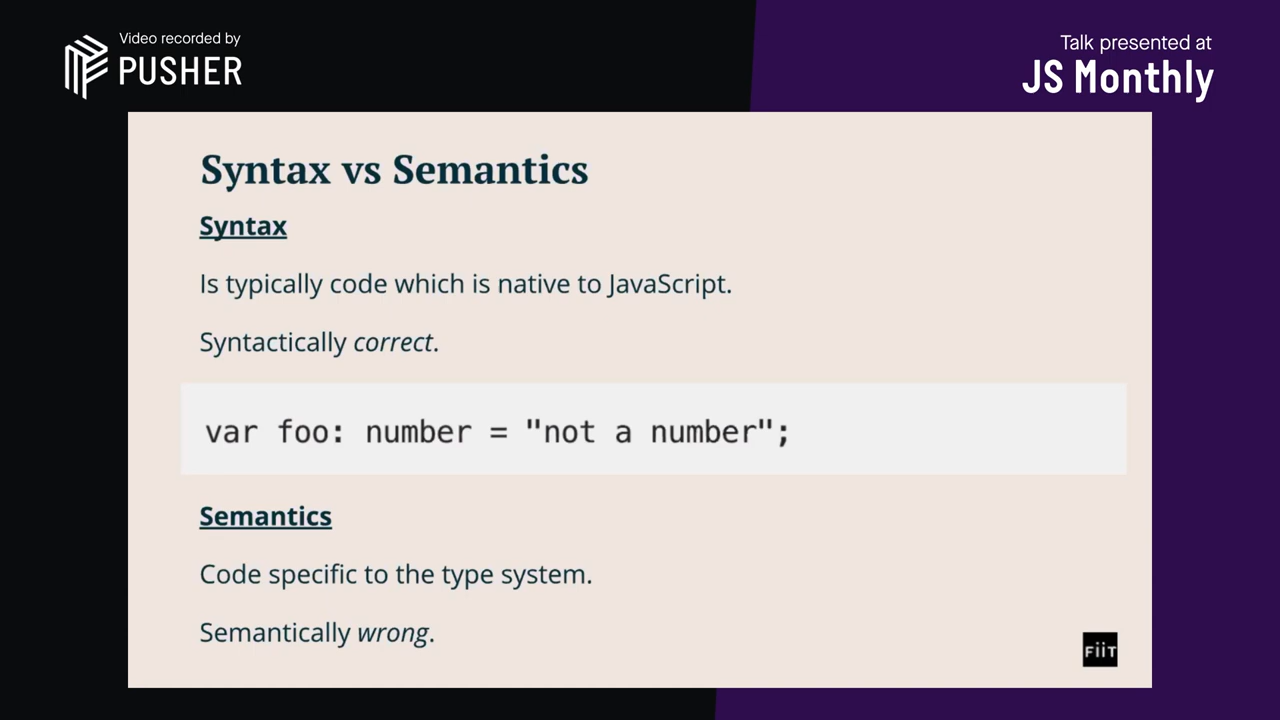 Video recorded by
PUSHER
Talk presented at
JS Monthly
Syntax vs Semantics
Syntax
Is typically code which is native to JavaScript.
Syntactically correct.
var foo: number = "not a number";
Semantics
Code specific to the type system.
Semantically wrong.
FiiT